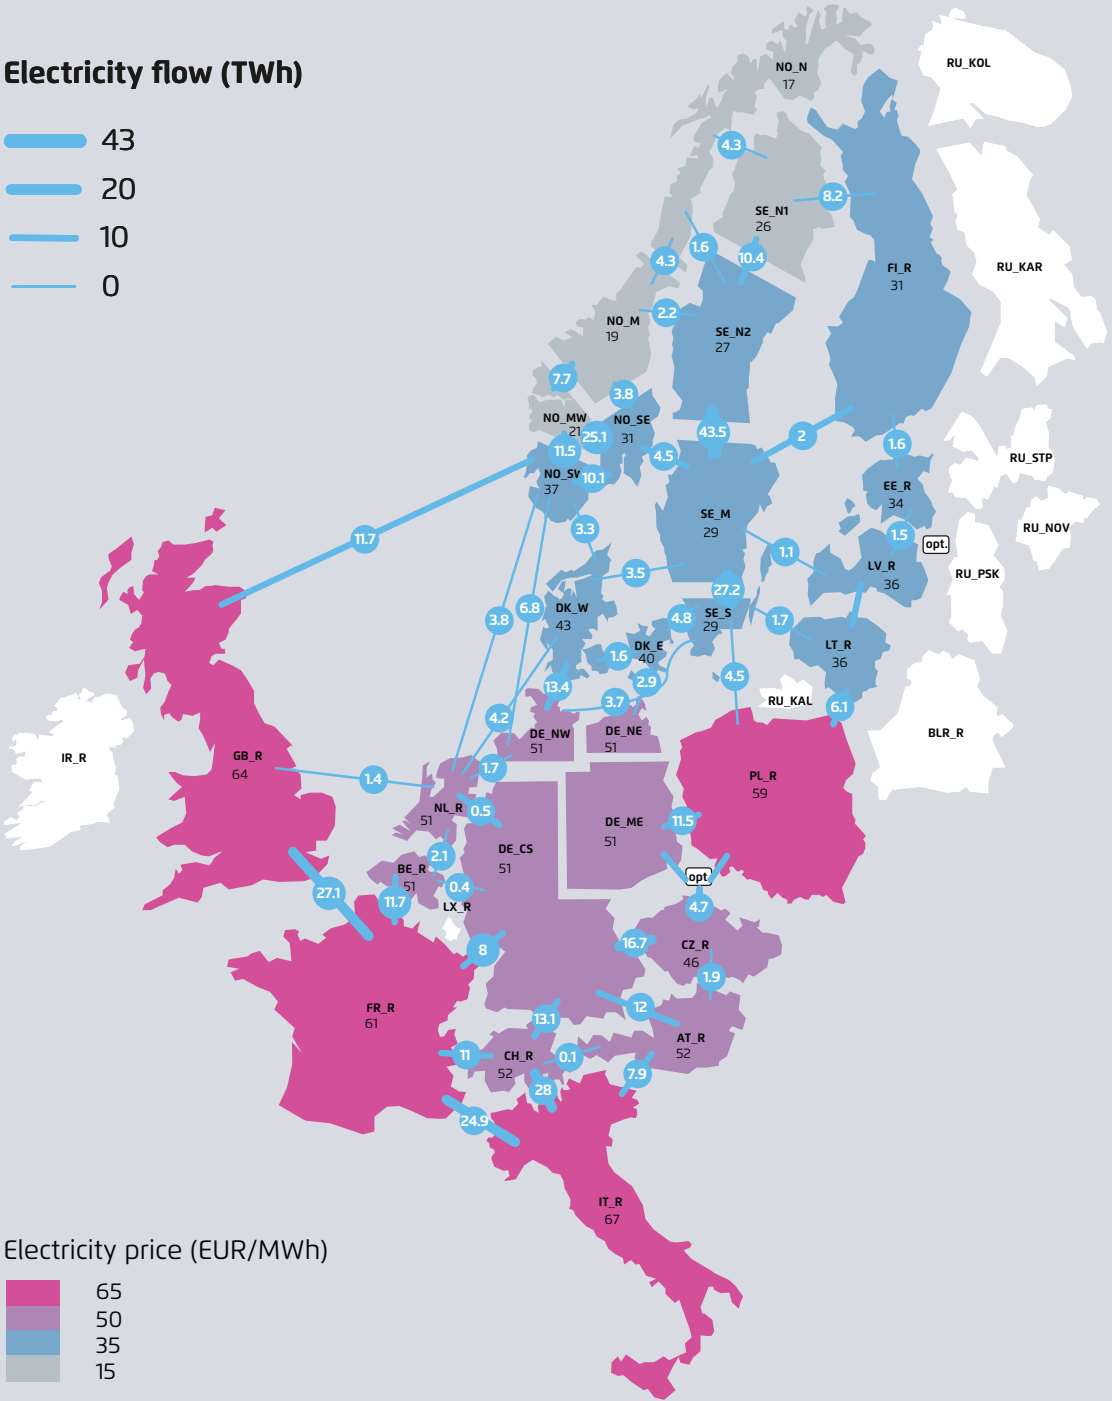 Electricity flow (TWh)
43
20
10
0
NO_N
17
RU_KOL
4.3
8.2
SE_N1
26
1.6
10.4
4.3
FI_R
31
RU_KAR
2.2
NO_M
19
SE_N2
27
7.7
3.8
NO_MW
21
NO_SE
31
25.1
11.5
43.5
2
1.6
4.5
RU_STP
NO_SW
37
10.1
EE_R
34
SE_M
29
3.3
1.5
opt.
RU_NOV
11.7
1.1
LV_R
36
RU_PSK
3.5
27.2
3.8
6.8
DK_W
43
4.8
SE_S
29
1.7
DK_E
40
1.6
LT_R
36
4.5
2.9
13.4
3.7
RU_KAL
6.1
4.2
DE_NW
51
DE_NE
51
BLR_R
IR_R
GB_R
64
1.7
1.4
PL_R
59
NL_R
51
0.5
DE_ME
51
11.5
DE_CS
51
2.1
BE_R
51
0.4
opt
27.1
11.7
LX_R
4.7
8
16.7
CZ_R
46
1.9
FR_R
61
12
13.1
AT_R
52
11
CH_R
52
0.1
7.9
28
24.9
IT_R
67
Electricity price (EUR/MWh)
65
50
35
15